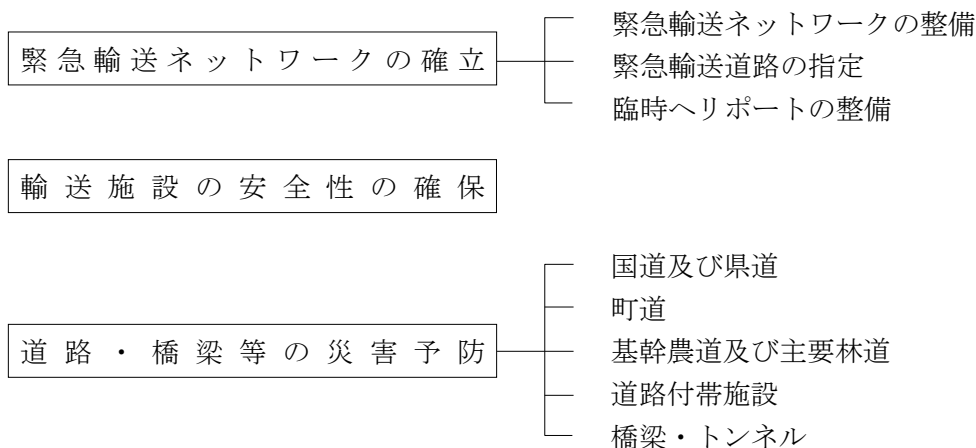 緊急輸送ネットワークの確立
緊急輸送ネットワークの整備
緊急輸送道路の指定
臨時ヘリポートの整備
輸送施設の安全性の確保
道路・橋梁等の災害予防
国道及び県道
町道
基幹農道及び主要林道
道路付帯施設
橋梁・トンネル